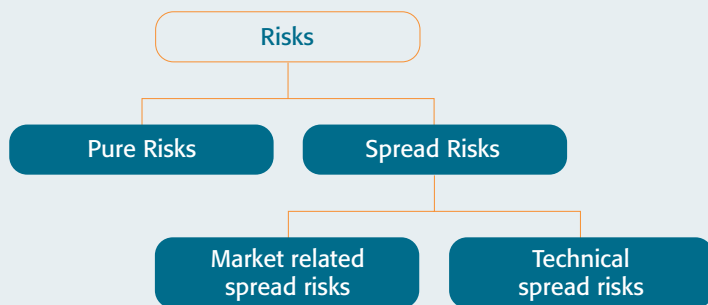 Risks
Pure Risks
Spread Risks
Market related
spread risks
Technical
spread risks